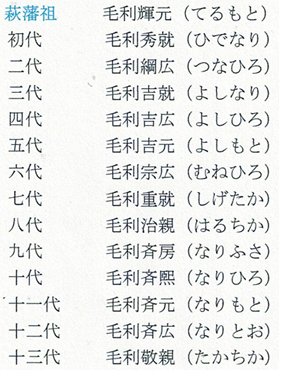 萩藩祖 毛利輝元（てるもと）
初代 毛利秀就（ひでなり）
二代 毛利綱広（つなひろ）
三代 毛利吉就（よしなり）
四代 毛利吉広（よしひろ）
五代 毛利吉元（よしもと）
六代 毛利宗広（むねひろ）
七代 毛利重就（しげたか）
八代 毛利治親（はるちか）
九代 毛利斉房（なりふさ）
十代 毛利斉熙（なりひろ）
十一代 毛利斉元（なりもと）
十二代 毛利斉広（なりとお）
十三代 毛利敬親（たかちか）